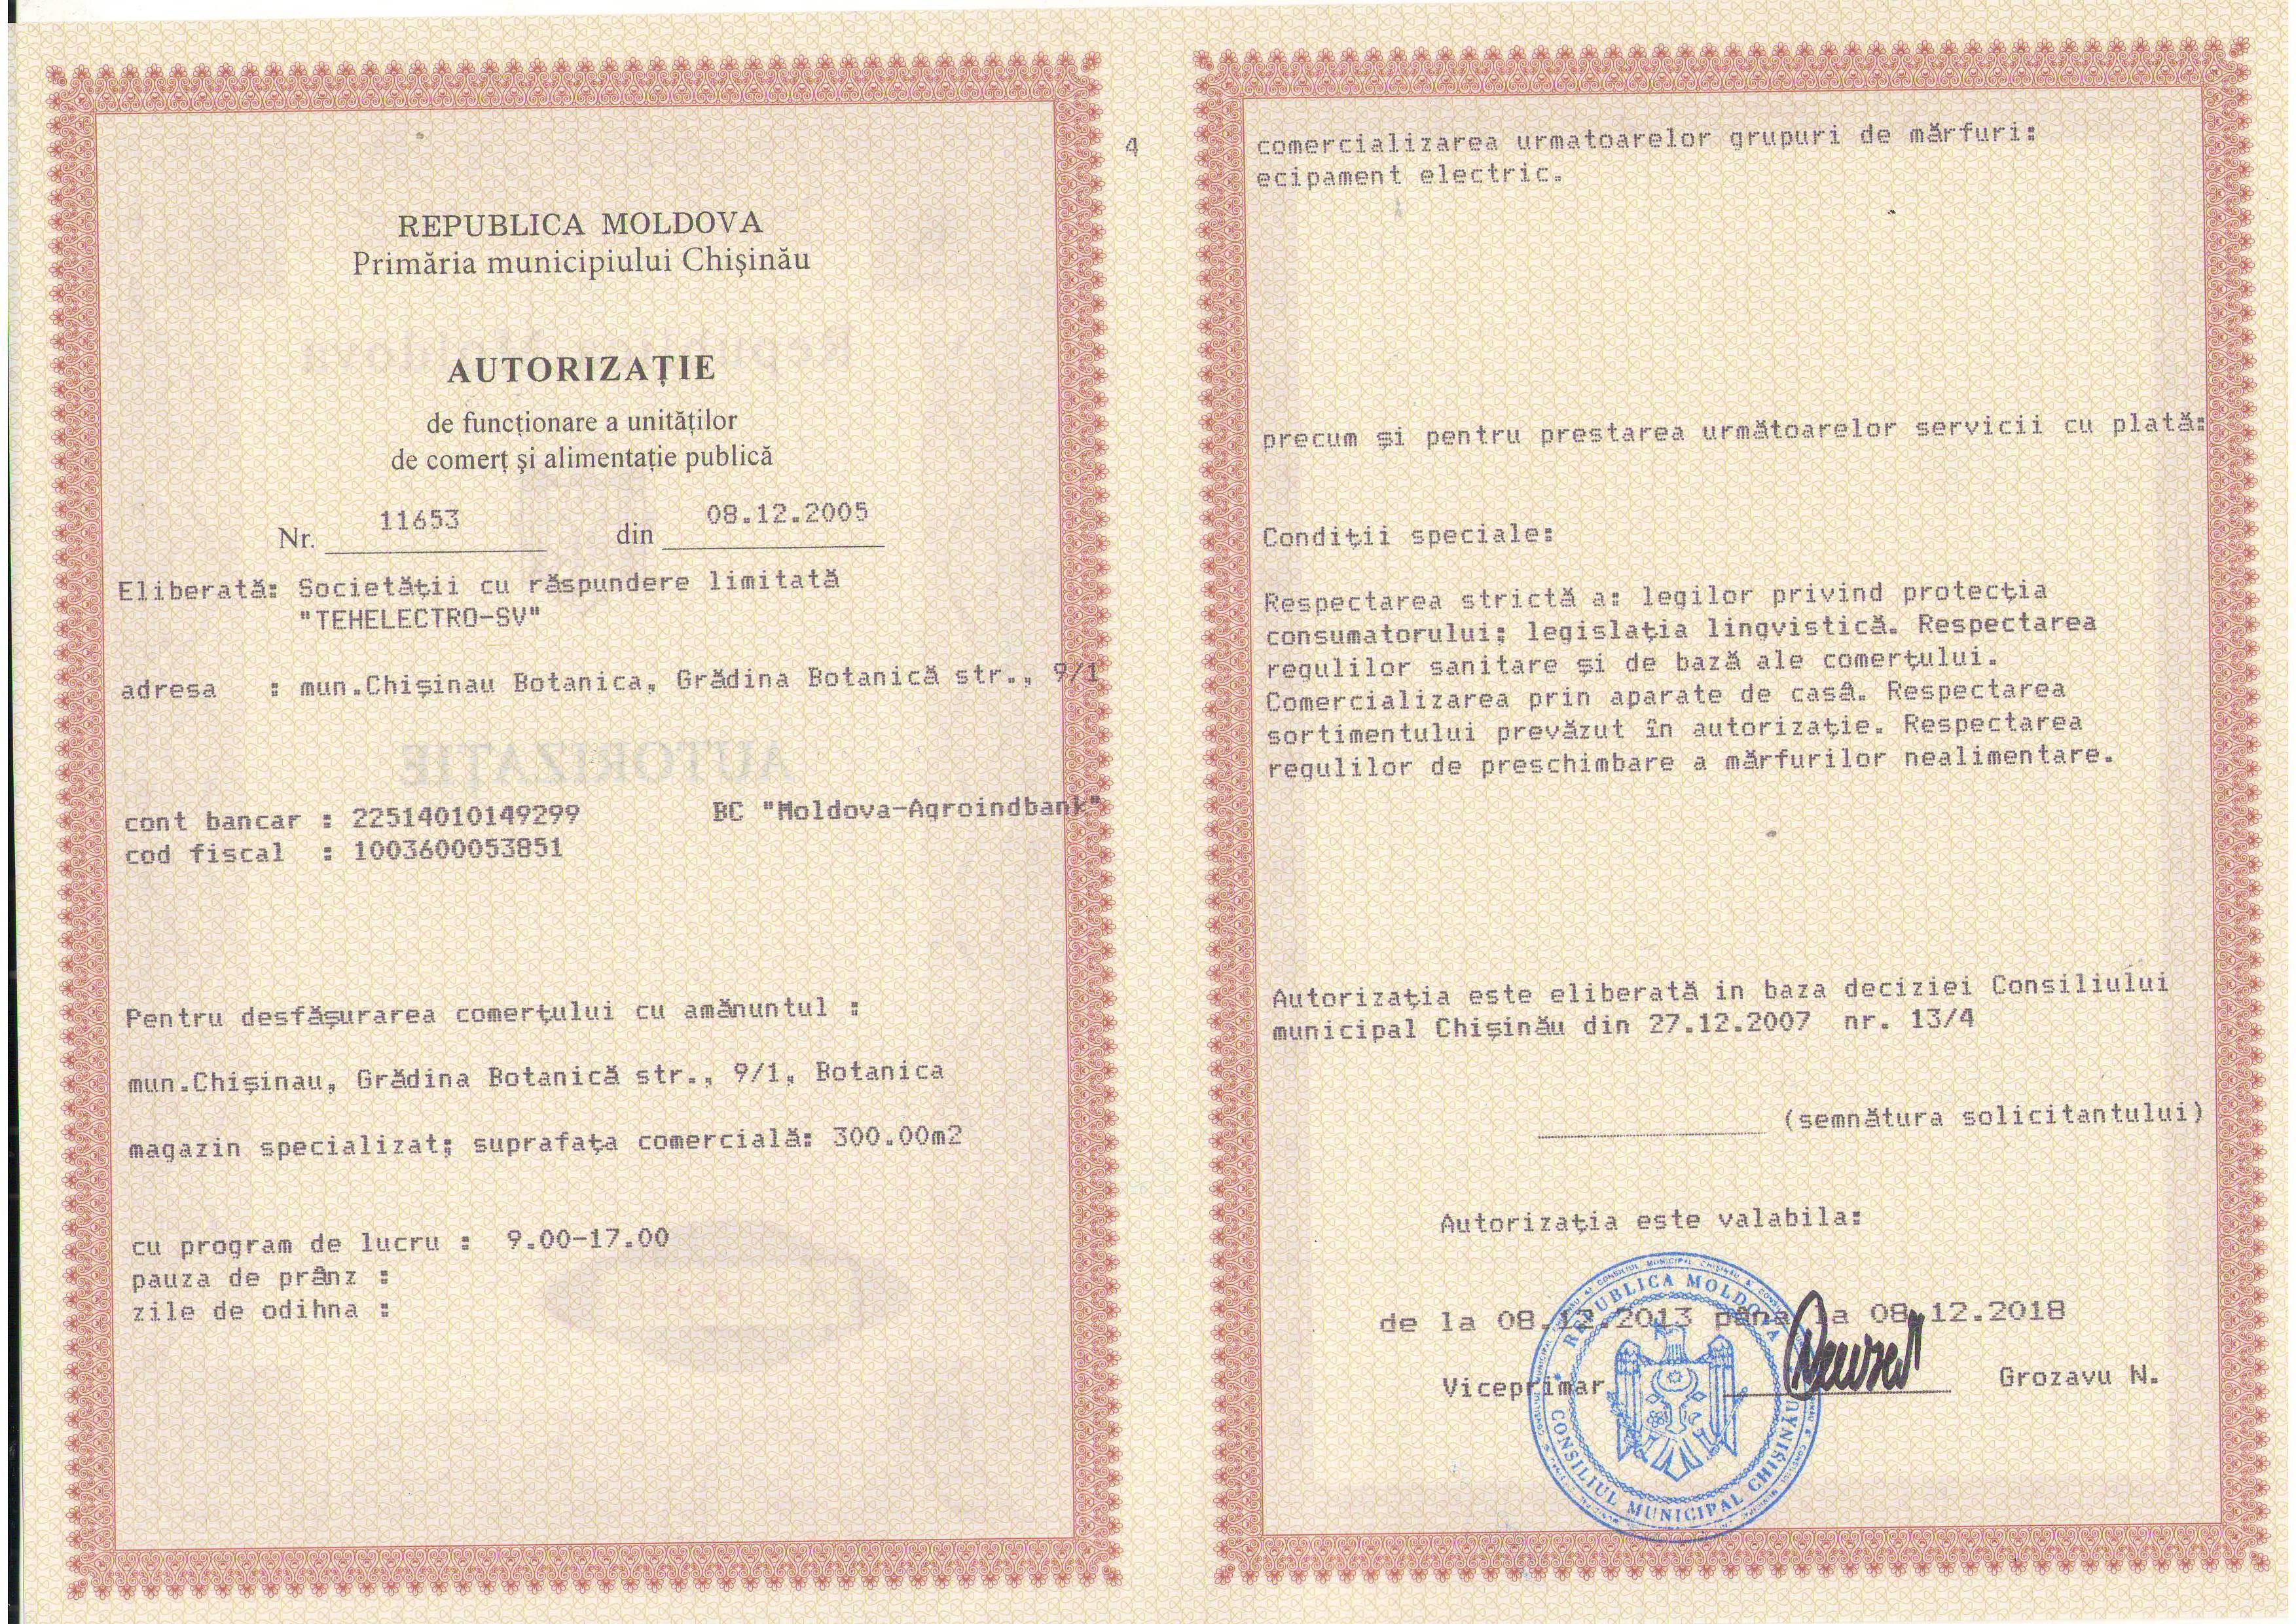 REPUBLICA MOLDOVA
Primăria municipiului Chişinău
AUTORIZAŢIE
de funcţionare a unităţilor
de comerţ şi alimentaţie publică
Nr. 11653 din 08.12.2005
Eliberată: Societăţii cu răspundere limitată
"TEHELECTRO-SV"
adresa : mun.Chişinau Botanica, Grădina Botanică str., 9/1
cont bancar : 22514010149299 BC "Moldova-Agroindbank"
cod fiscal : 1003600053851
Pentru desfăşurarea comerţului cu amănuntul :
mun.Chişinau, Grădina Botanică str., 9/1, Botanica
magazin specializat; suprafaţa comercială: 300.00m2
cu program de lucru : 9.00-17.00
pauza de prânz :
zile de odihna :
4
comercializarea urmatoarelor grupuri de mărfuri:
ecipament electric.
precum şi pentru prestarea următoarelor servicii cu plată:
Condiţii speciale:
Respectarea strictă a: legilor privind protecţia
consumatorului; legislaţia lingvistică. Respectarea
regulilor sanitare şi de bază ale comerţului.
Comercializarea prin aparate de casă. Respectarea
sortimentului prevăzut în autorizaţie. Respectarea
regulilor de preschimbare a mărfurilor nealimentare.
Autorizaţia este eliberată in baza deciziei Consiliului
municipal Chişinău din 27.12.2007 nr. 13/4
(semnătura solicitantului)
Autorizaţia este valabila:
de la 08.12.2013 pâna la 08.12.2018
Viceprimar Grozavu N.
REPUBLICA MOLDOVA
CONSILIUL MUNICIPAL CHIŞINĂU